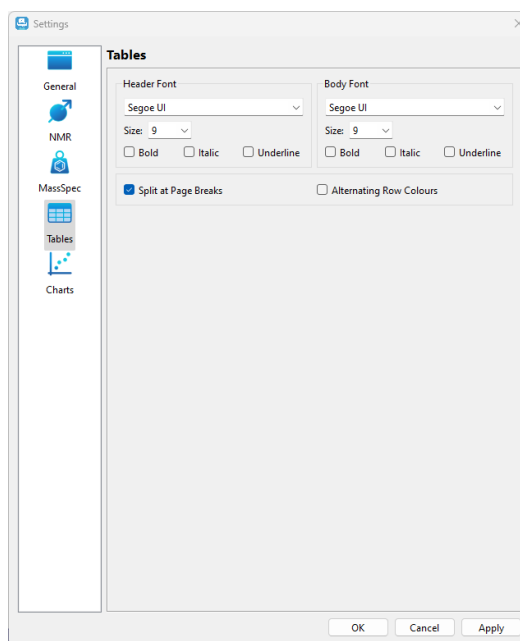 Settings
Tables
General
NMR
MassSpec
Tables
Charts
Header Font
Segoe UI
Size: 9
Bold Italic Underline
Body Font
Segoe UI
Size: 9
Bold Italic Underline
Split at Page Breaks
Alternating Row Colours
OK Cancel Apply